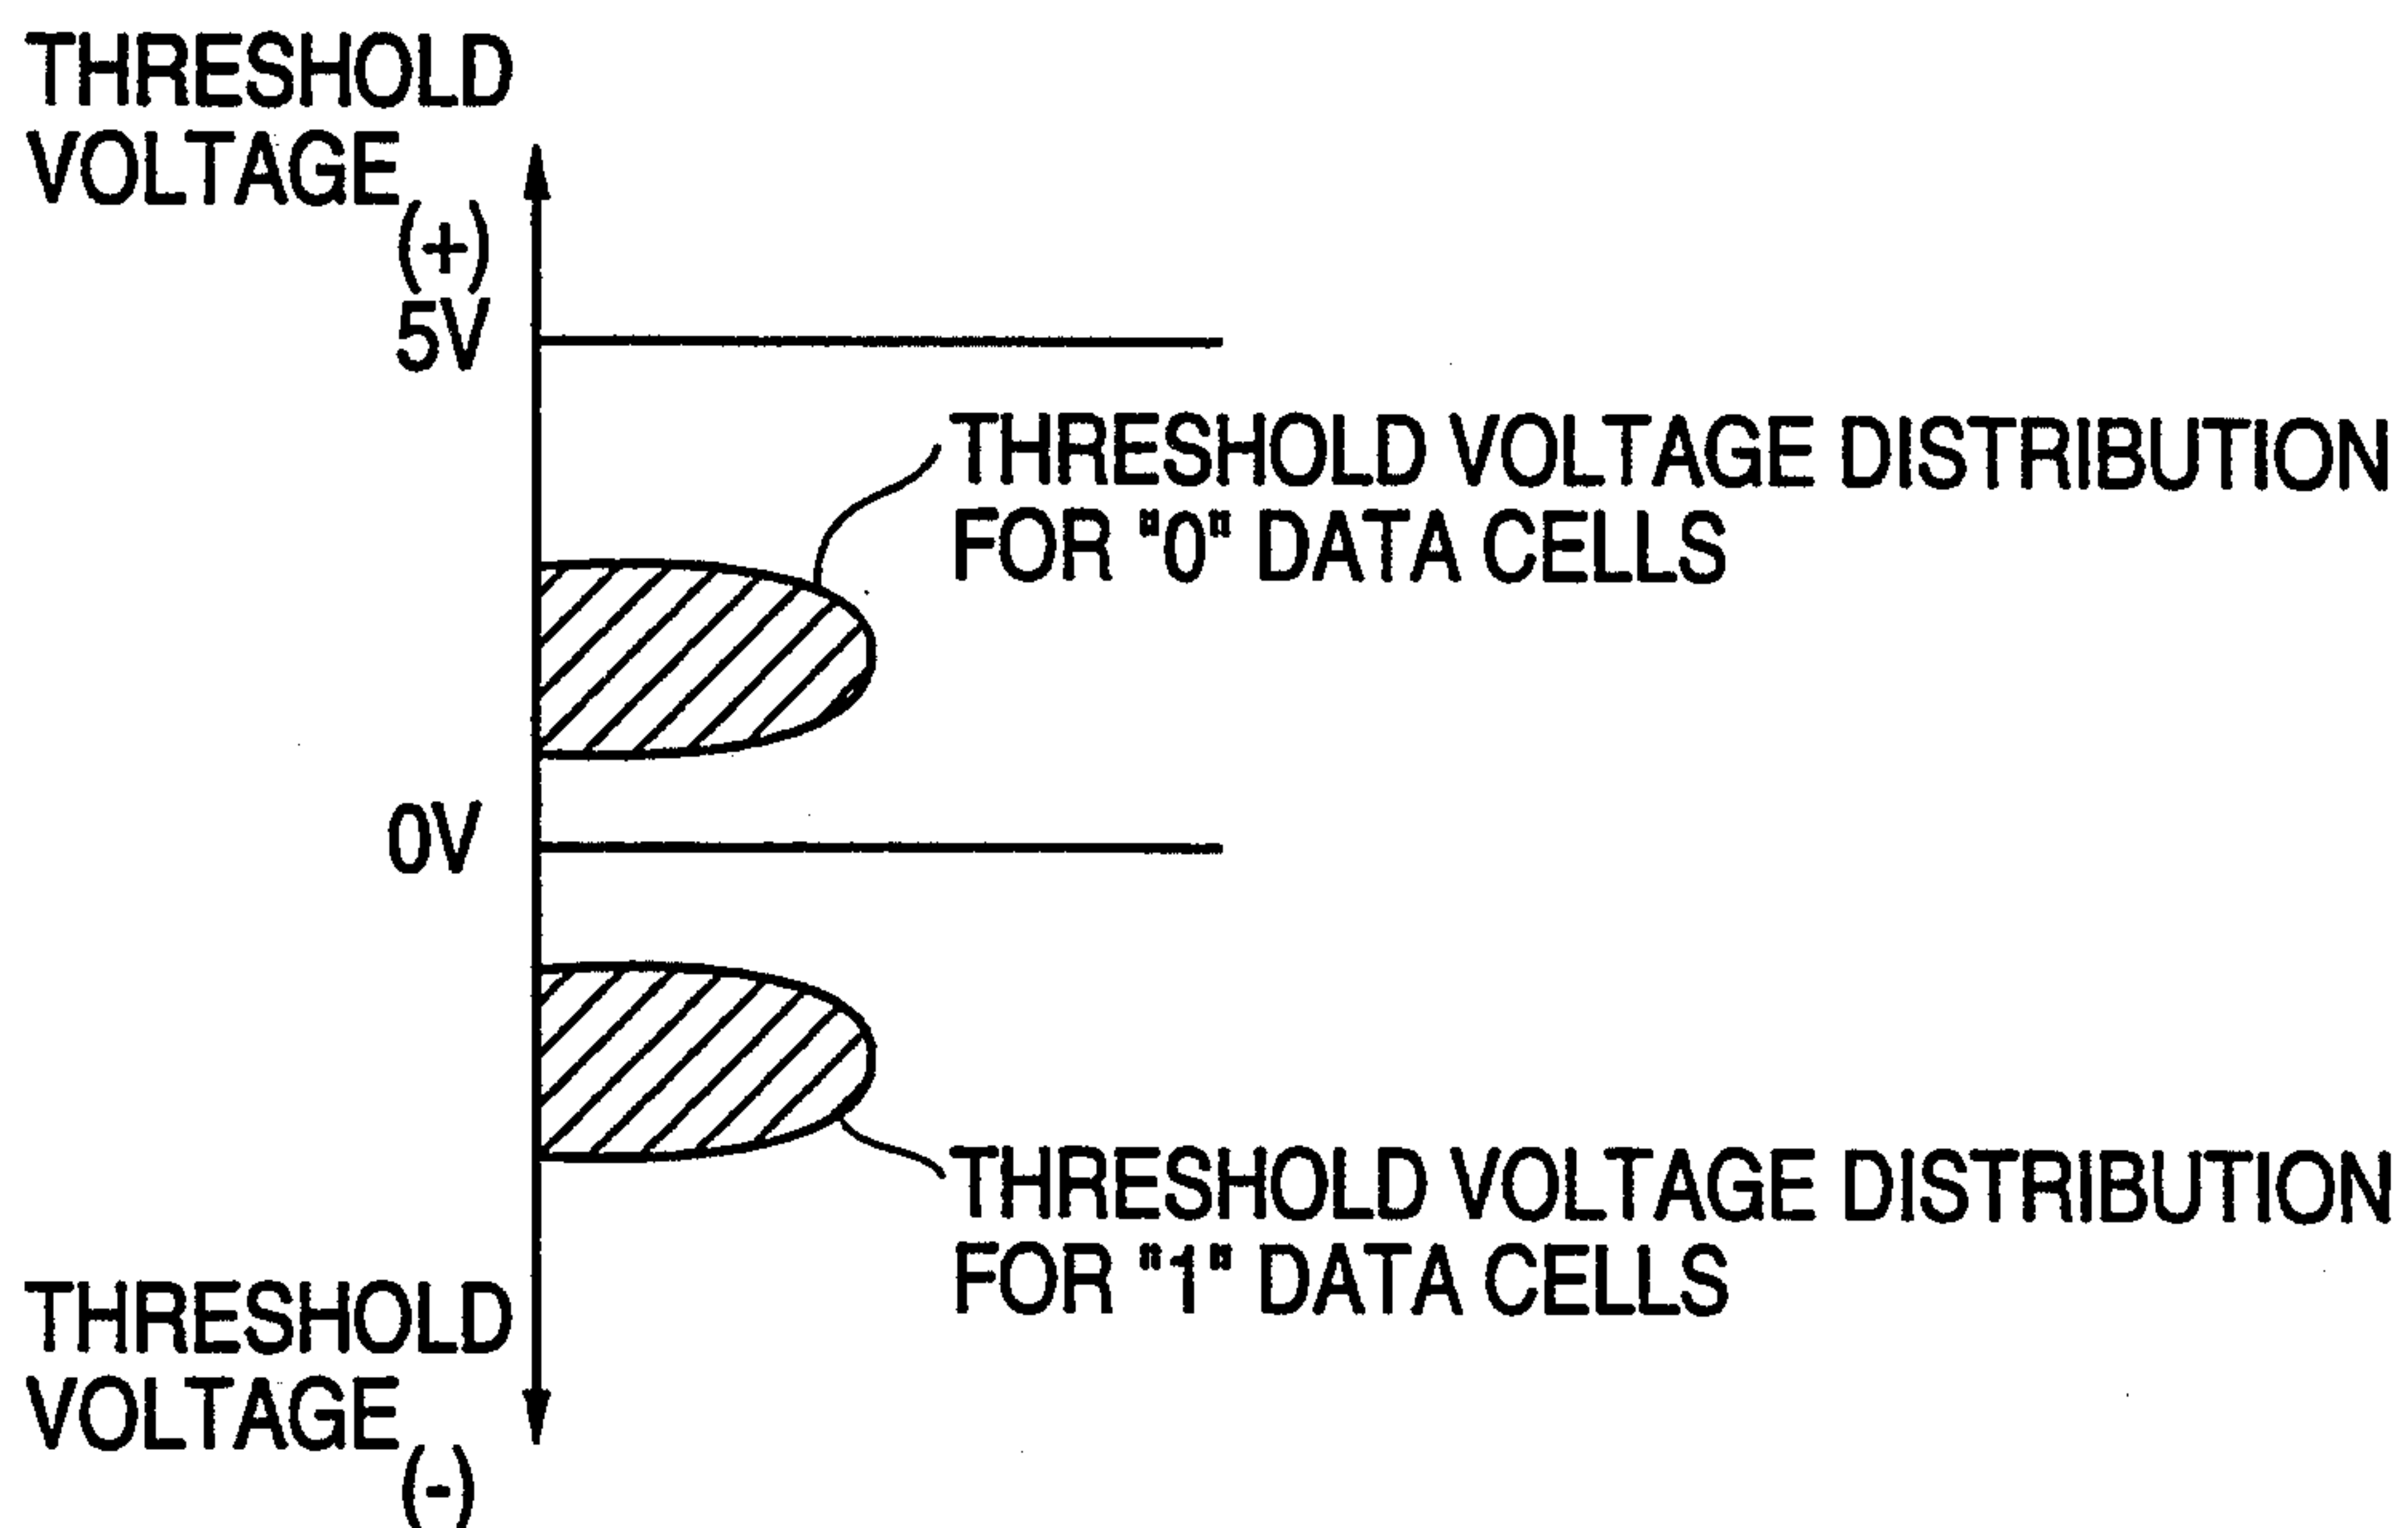 THRESHOLD
VOLTAGE
(+)
5V
THRESHOLD VOLTAGE DISTRIBUTION
FOR "0" DATA CELLS
0V
THRESHOLD VOLTAGE DISTRIBUTION
FOR "1" DATA CELLS
THRESHOLD
VOLTAGE
(-)